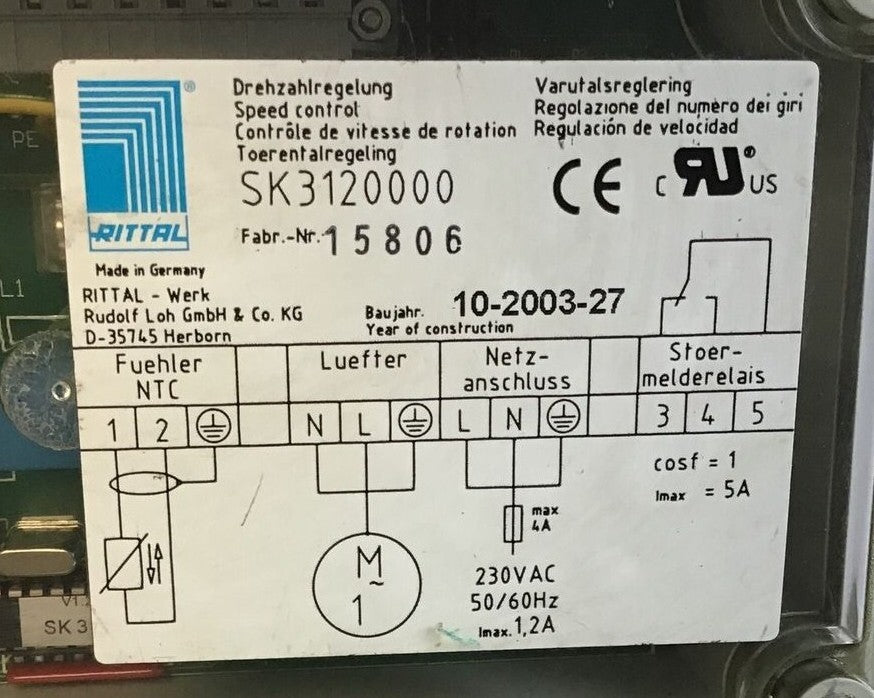 Drehzahlregelung
Speed control
Contrôle de vitesse de rotation
Toerentalregeling
Varutalsreglering
Regolazione del numero dei giri
Regulación de velocidad
SK3120000
CE
C RU® US
®
RITTAL
Fabr.-Nr. 15806
Made in Germany
RITTAL - Werk
Rudolf Loh GmbH & Co. KG
D-35745 Herborn
Baujahr. 10-2003-27
Year of construction
Fuehler
NTC
Luefter
Netz-
anschluss
Stoer-
melderelais
1 2 N L L N 3 4 5
cosf = 1
Imax = 5A
max
4A
M
~
1
230VAC
50/60Hz
Imax. 1,2A
PE
L1
SK 3